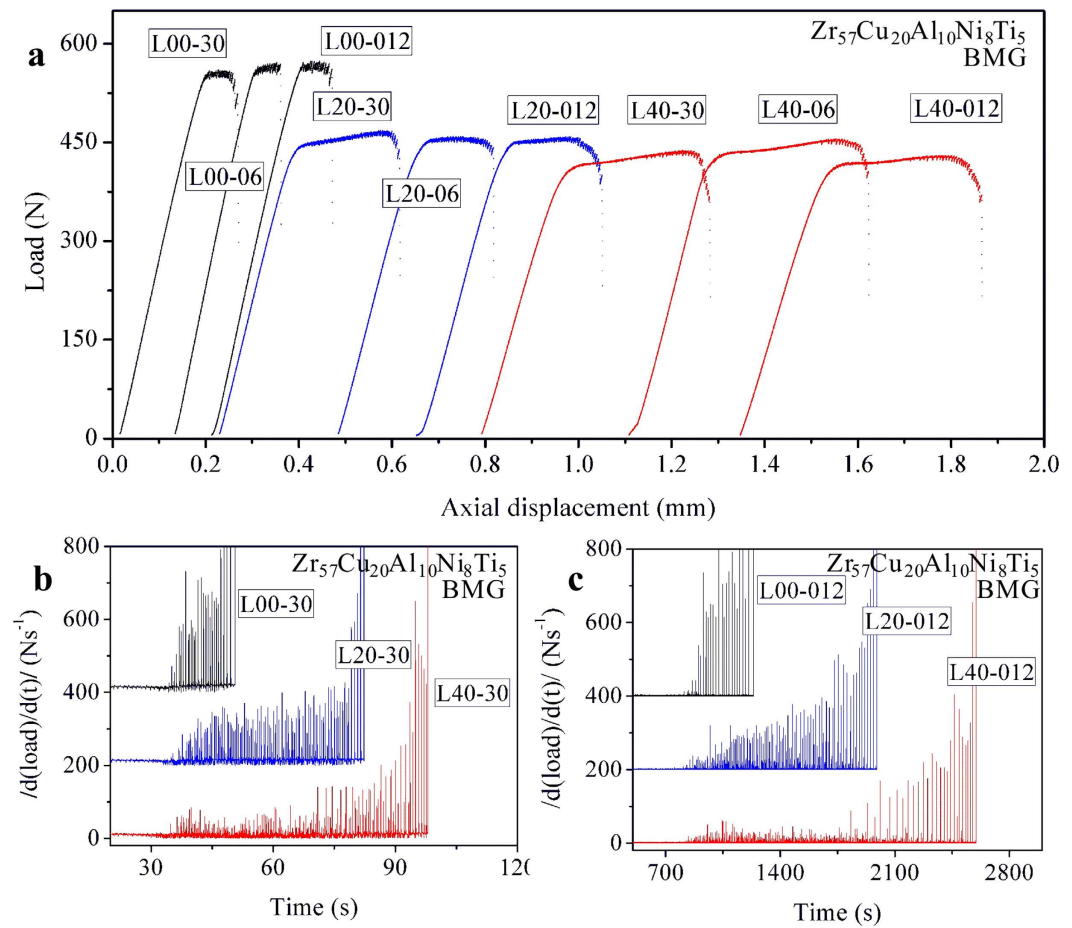 a
Zr57Cu20Al10Ni8Ti5
BMG
L00-30
L00-012
L20-30
L20-012
L40-30
L40-06
L40-012
L00-06
L20-06
600
450
300
150
0
Load (N)
0.0 0.2 0.4 0.6 0.8 1.0 1.2 1.4 1.6 1.8 2.0
Axial displacement (mm)
b
Zr57Cu20Al10Ni8Ti5
BMG
L00-30
L20-30
L40-30
800
600
400
200
0
/d(load)/d(t)/ (Ns-1)
30 60 90 120
Time (s)
c
Zr57Cu20Al10Ni8Ti5
BMG
L00-012
L20-012
L40-012
800
600
400
200
0
/d(load)/d(t)/ (Ns-1)
700 1400 2100 2800
Time (s)